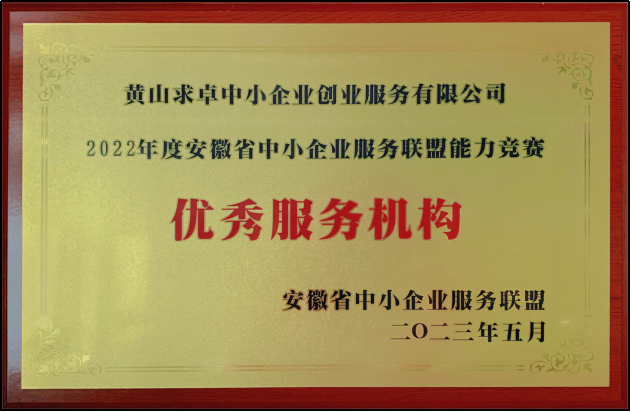 黄山求卓中小企业创业服务有限公司
2022年度安徽省中小企业服务联盟能力竞赛
优秀服务机构
安徽省中小企业服务联盟
二〇二三年五月